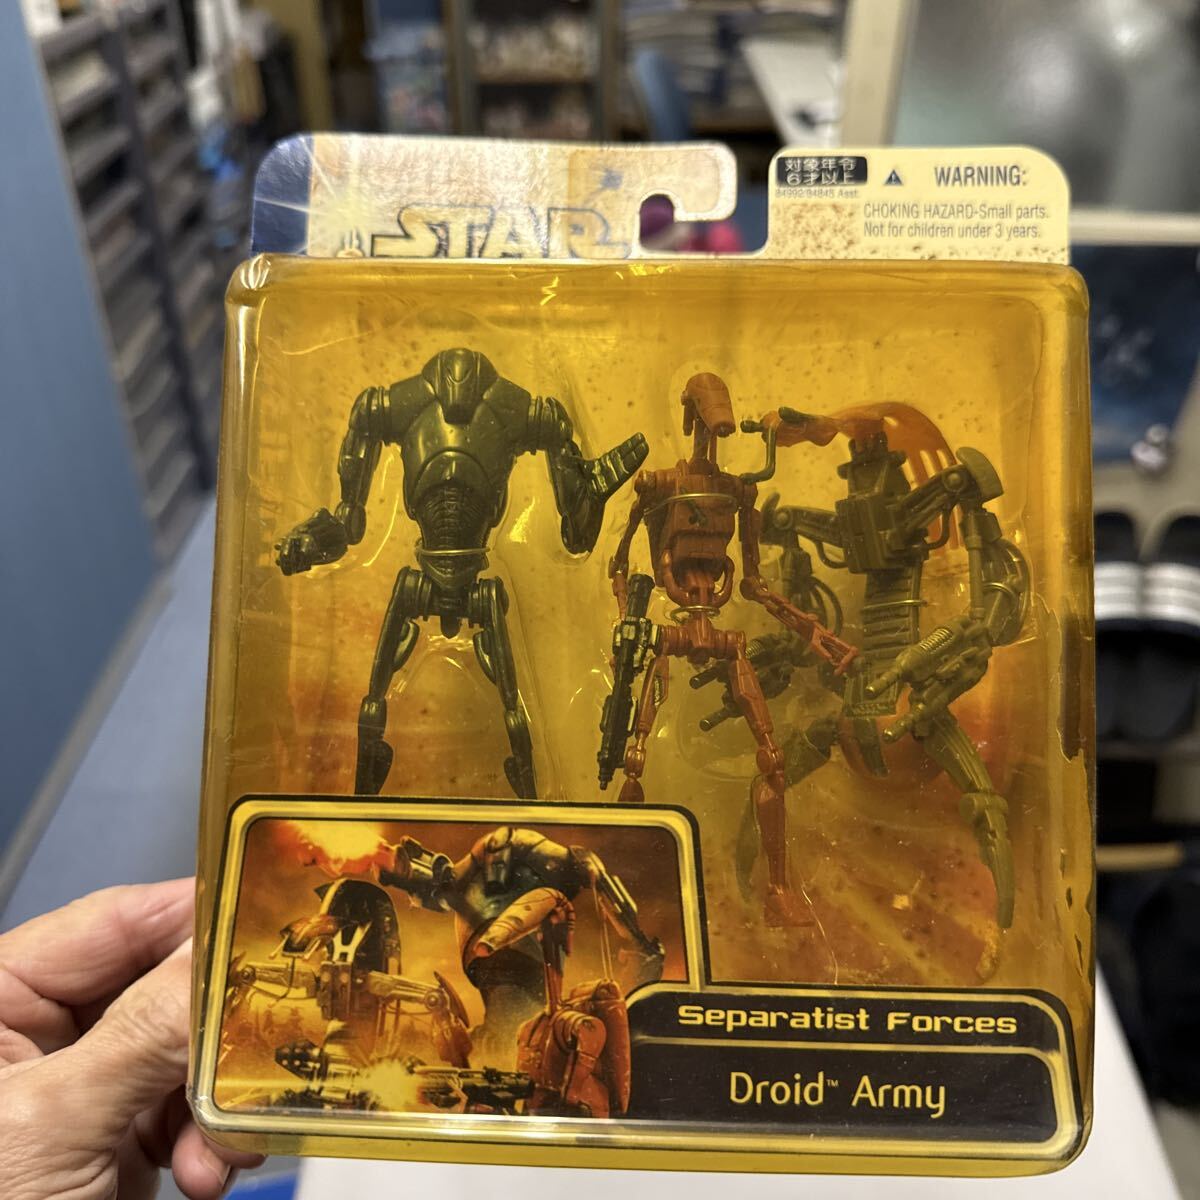 対象年令
6才以上
84992/84845 Asst.
WARNING:
CHOKING HAZARD-Small parts.
Not for children under 3 years.
STAR
Separatist Forces
Droid™ Army